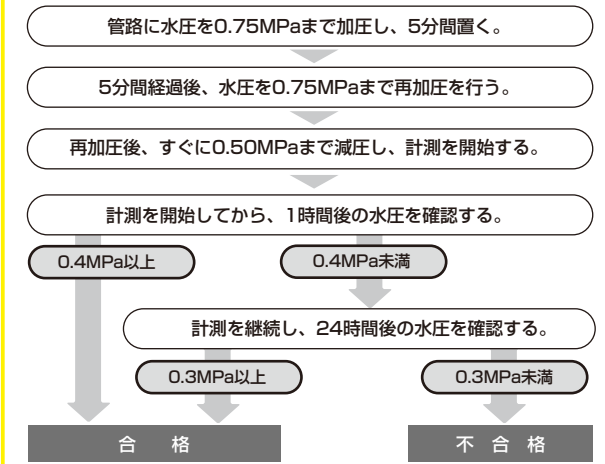 管路に水圧を0.75MPaまで加圧し、5分間置く。
5分間経過後、水圧を0.75MPaまで再加圧を行う。
再加圧後、すぐに0.50MPaまで減圧し、計測を開始する。
計測を開始してから、1時間後の水圧を確認する。
0.4MPa以上
0.4MPa未満
計測を継続し、24時間後の水圧を確認する。
0.3MPa以上
0.3MPa未満
合 格
不 合 格